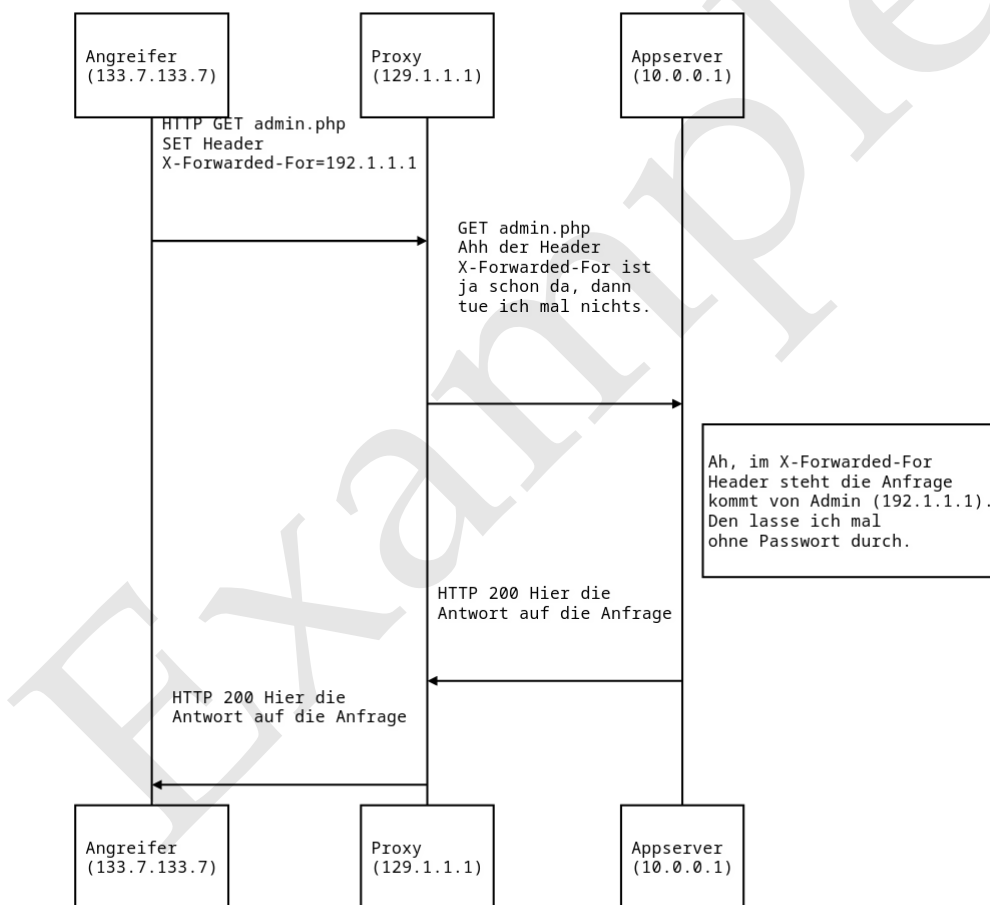 Angreifer
(133.7.133.7)
Proxy
(129.1.1.1)
Appserver
(10.0.0.1)
HTTP GET admin.php
SET Header
X-Forwarded-For=192.1.1.1
GET admin.php
Ahh der Header
X-Forwarded-For ist
ja schon da, dann
tue ich mal nichts.
Ah, im X-Forwarded-For
Header steht die Anfrage
kommt von Admin (192.1.1.1).
Den lasse ich mal
ohne Passwort durch.
HTTP 200 Hier die
Antwort auf die Anfrage
HTTP 200 Hier die
Antwort auf die Anfrage
Angreifer
(133.7.133.7)
Proxy
(129.1.1.1)
Appserver
(10.0.0.1)
Example